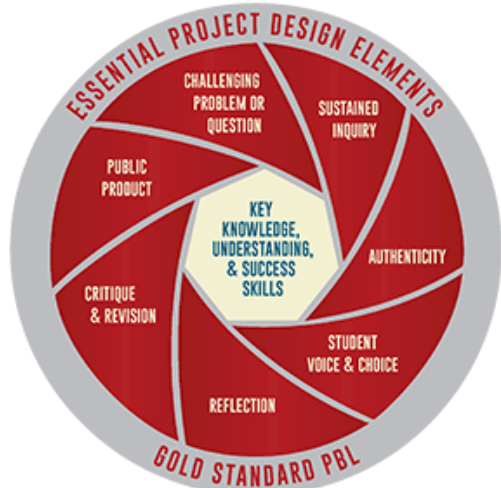 ESSENTIAL PROJECT DESIGN ELEMENTS
CHALLENGING
PROBLEM OR
QUESTION
SUSTAINED
INQUIRY
AUTHENTICITY
STUDENT
VOICE & CHOICE
REFLECTION
CRITIQUE
& REVISION
PUBLIC
PRODUCT
KEY
KNOWLEDGE,
UNDERSTANDING,
& SUCCESS
SKILLS
GOLD STANDARD PBL